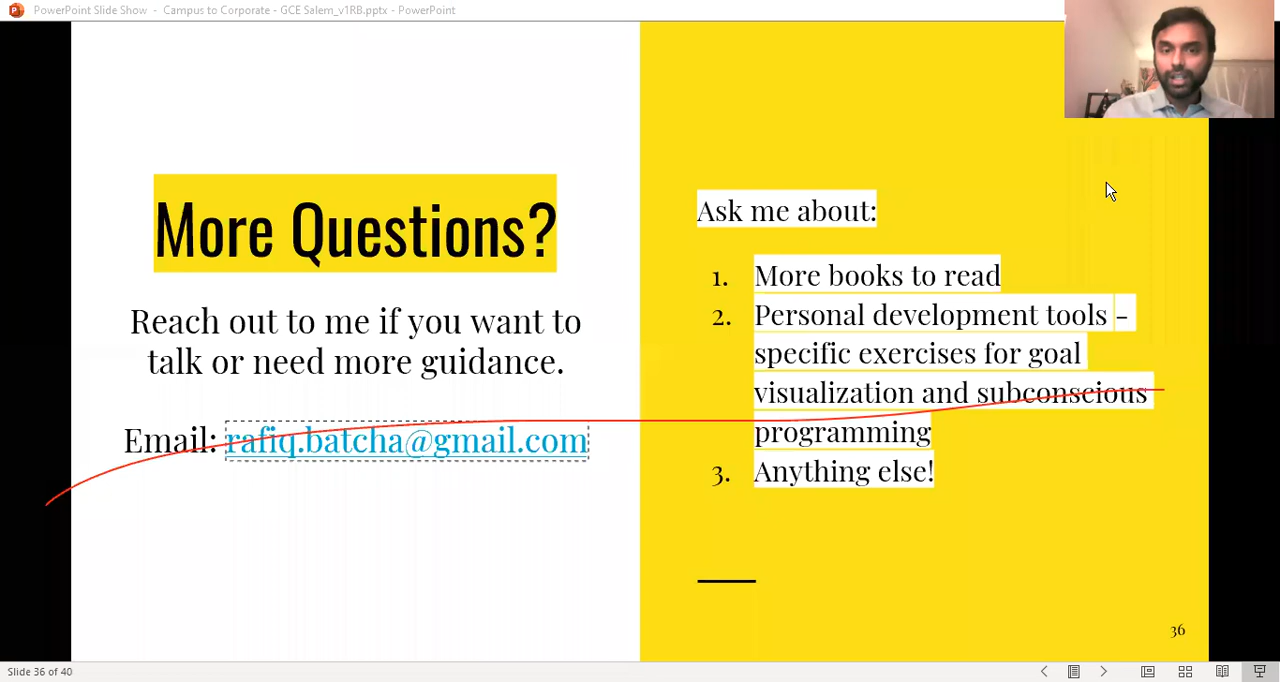 PowerPoint Slide Show - Campus to Corporate - GCE Salem_v1RB.pptx - PowerPoint
More Questions?
Reach out to me if you want to
talk or need more guidance.
Email: rafiq.batcha@gmail.com
Ask me about:
1. More books to read
2. Personal development tools -
specific exercises for goal
visualization and subconscious
programming
3. Anything else!
36
Slide 36 of 40